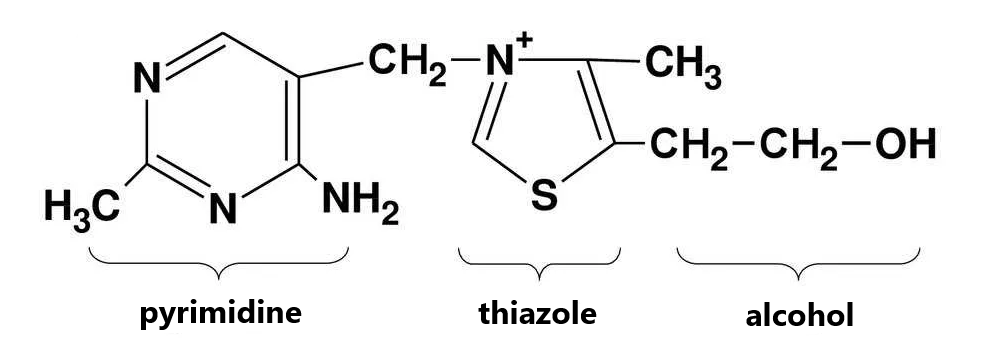 N CH₂ N⁺ CH₃
CH₂ CH₂ OH
H₃C N NH₂ S
pyrimidine thiazole alcohol